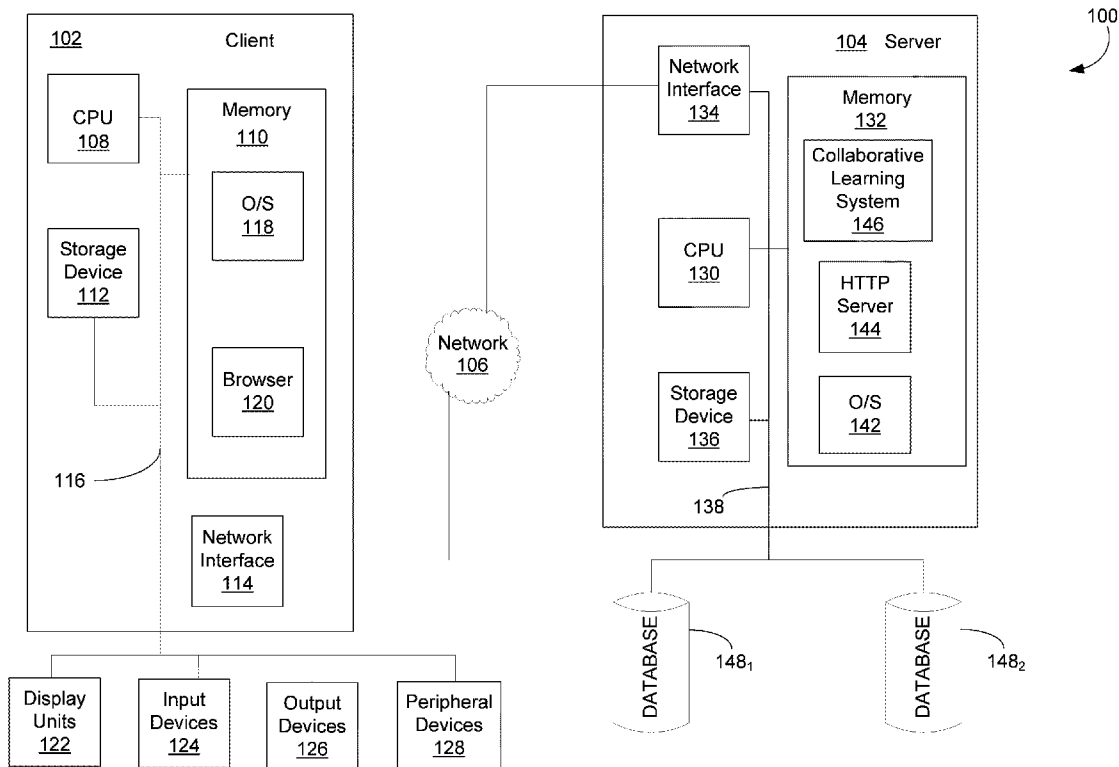 100
102 Client
CPU
108
Memory
110
O/S
118
Storage
Device
112
Browser
120
116
Network
Interface
114
Display
Units
122
Input
Devices
124
Output
Devices
126
Peripheral
Devices
128
Network
106
104 Server
Network
Interface
134
Memory
132
Collaborative
Learning
System
146
CPU
130
HTTP
Server
144
Storage
Device
136
O/S
142
138
DATABASE
148₁
DATABASE
148₂